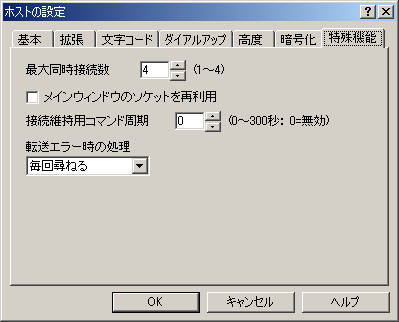 ホストの設定
基本 拡張 文字コード ダイアルアップ 高度 暗号化 特殊機能
最大同時接続数 4 (1～4)
メインウィンドウのソケットを再利用
接続維持用コマンド周期 0 (0～300秒: 0=無効)
転送エラー時の処理
毎回尋ねる
OK キャンセル ヘルプ